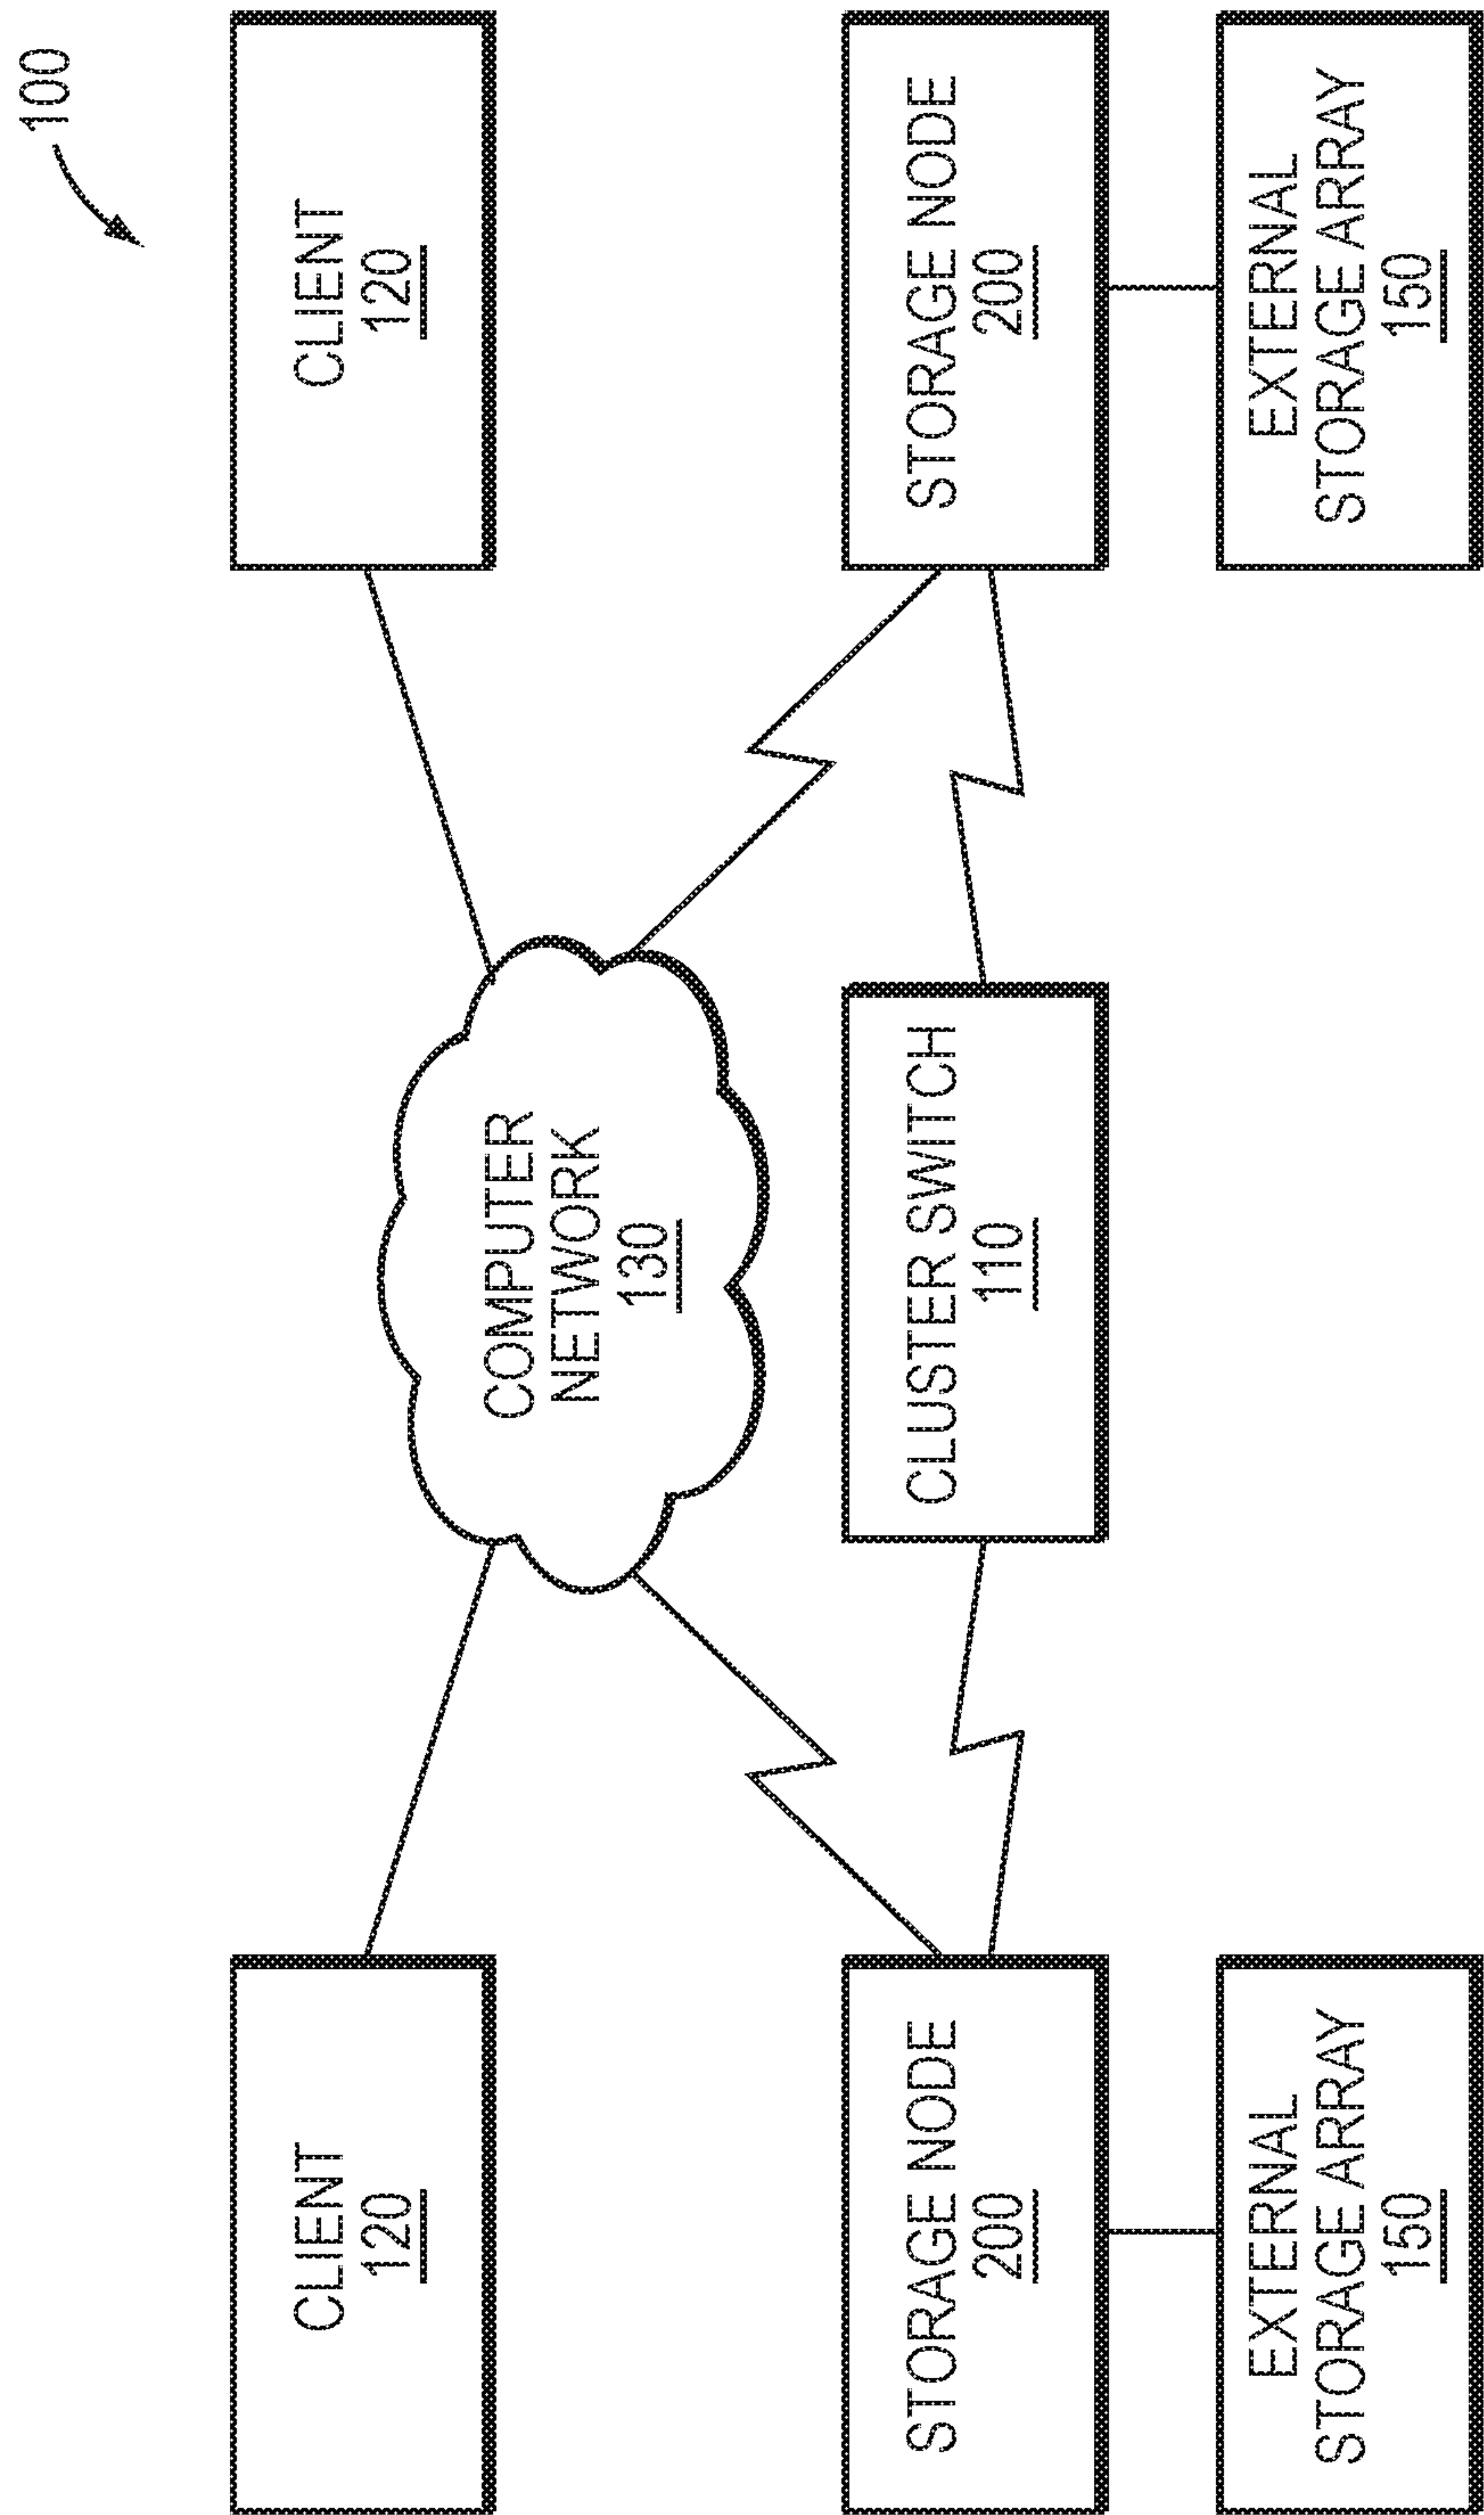 100
CLIENT
120
CLIENT
120
COMPUTER
NETWORK
130
STORAGE NODE
200
CLUSTER SWITCH
110
STORAGE NODE
200
EXTERNAL
STORAGE ARRAY
150
EXTERNAL
STORAGE ARRAY
150